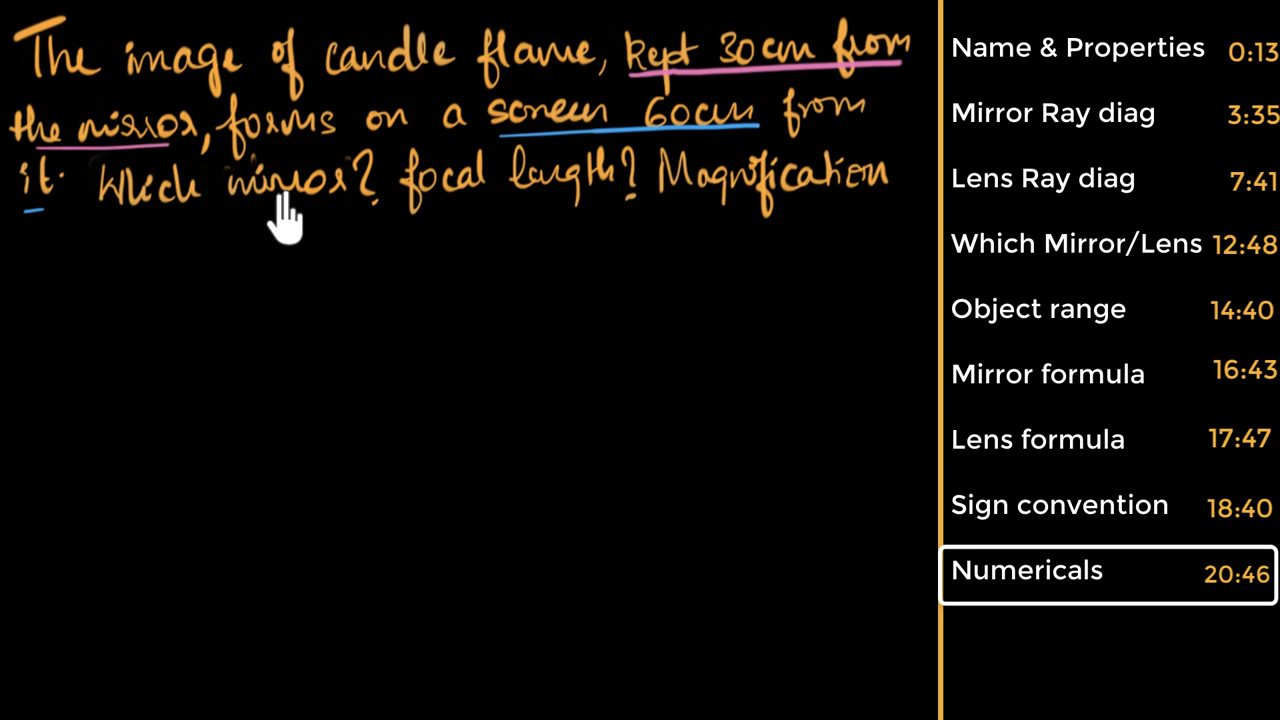 The image of candle flame, kept 30cm from
the mirror, forms on a screen 60cm from
it. Which mirror? focal length? Magnification
Name & Properties 0:13
Mirror Ray diag 3:35
Lens Ray diag 7:41
Which Mirror/Lens 12:48
Object range 14:40
Mirror formula 16:43
Lens formula 17:47
Sign convention 18:40
Numericals 20:46